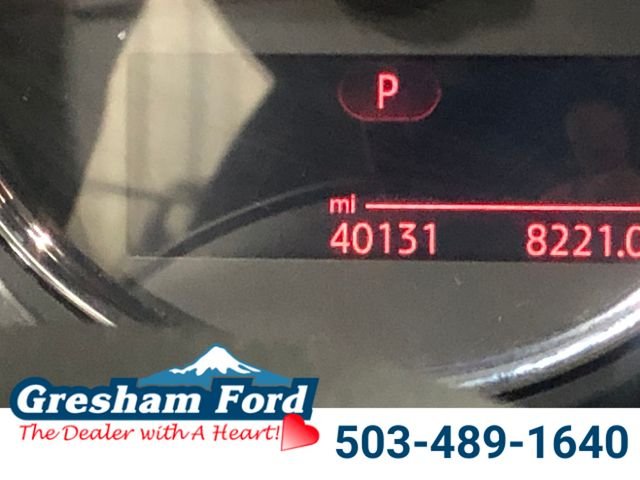 P
mi
40131 8221.0
Gresham Ford
The Dealer with A Heart!
503-489-1640